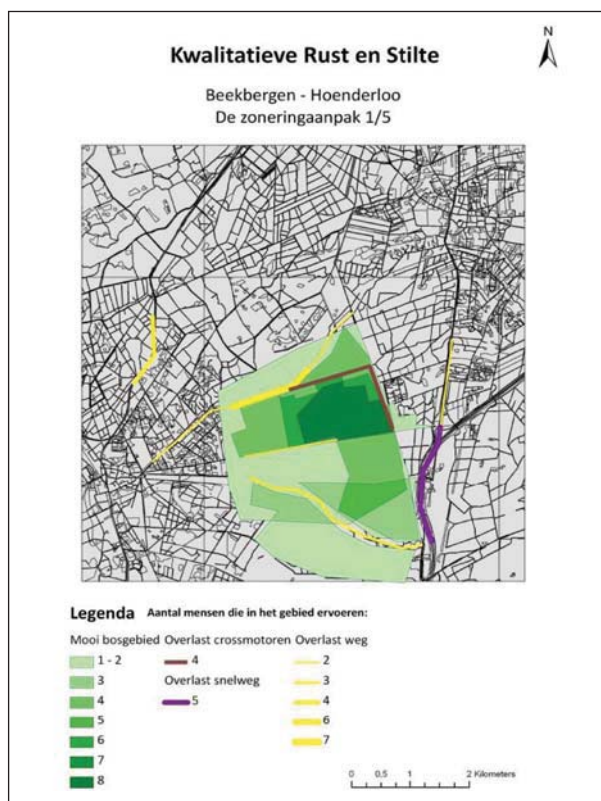 Kwalitatieve Rust en Stilte
N
Beekbergen - Hoenderloo
De zoneringaanpak 1/5
Legenda Aantal mensen die in het gebied ervoeren:
Mooi bosgebied Overlast crossmotoren Overlast weg
1 - 2 4 2
3 Overlast snelweg 3
4 5 4
5 6
6 7
7
8
0 0.5 1 2 Kilometers